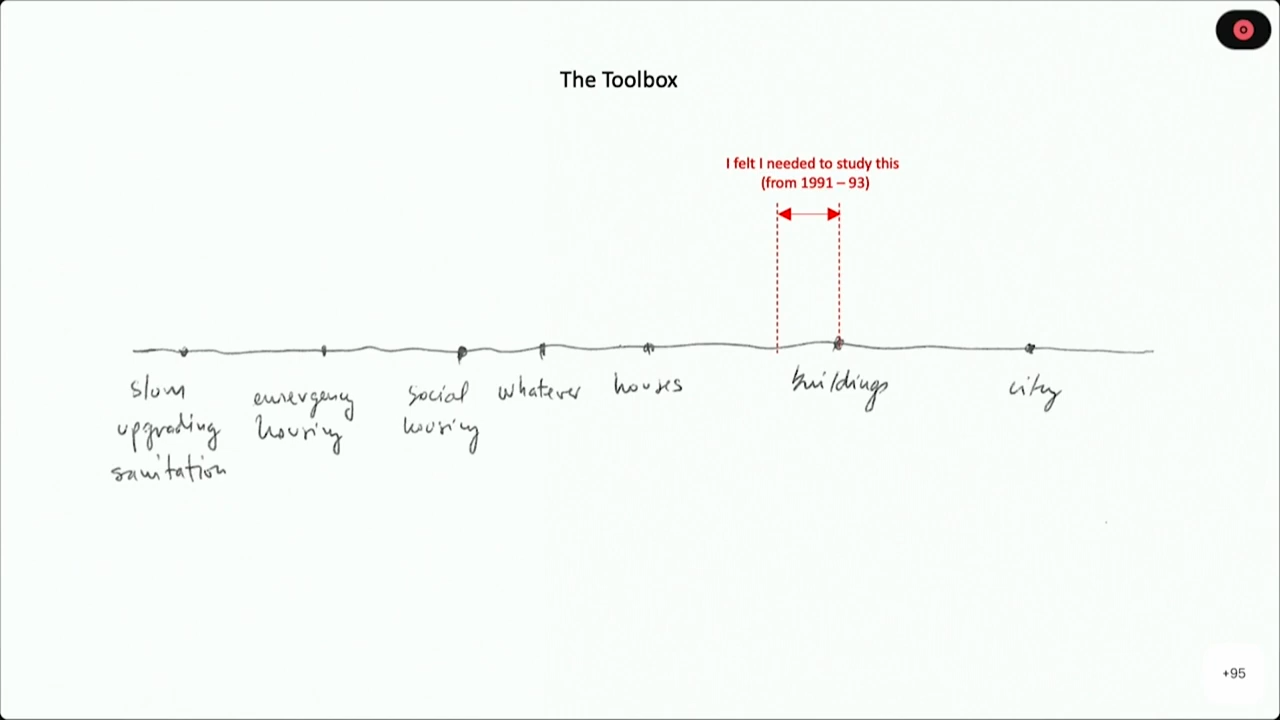 The Toolbox
I felt I needed to study this
(from 1991 – 93)
slum
upgrading
sanitation
emergency
housing
social
housing
whatever
houses
buildings
city
+95